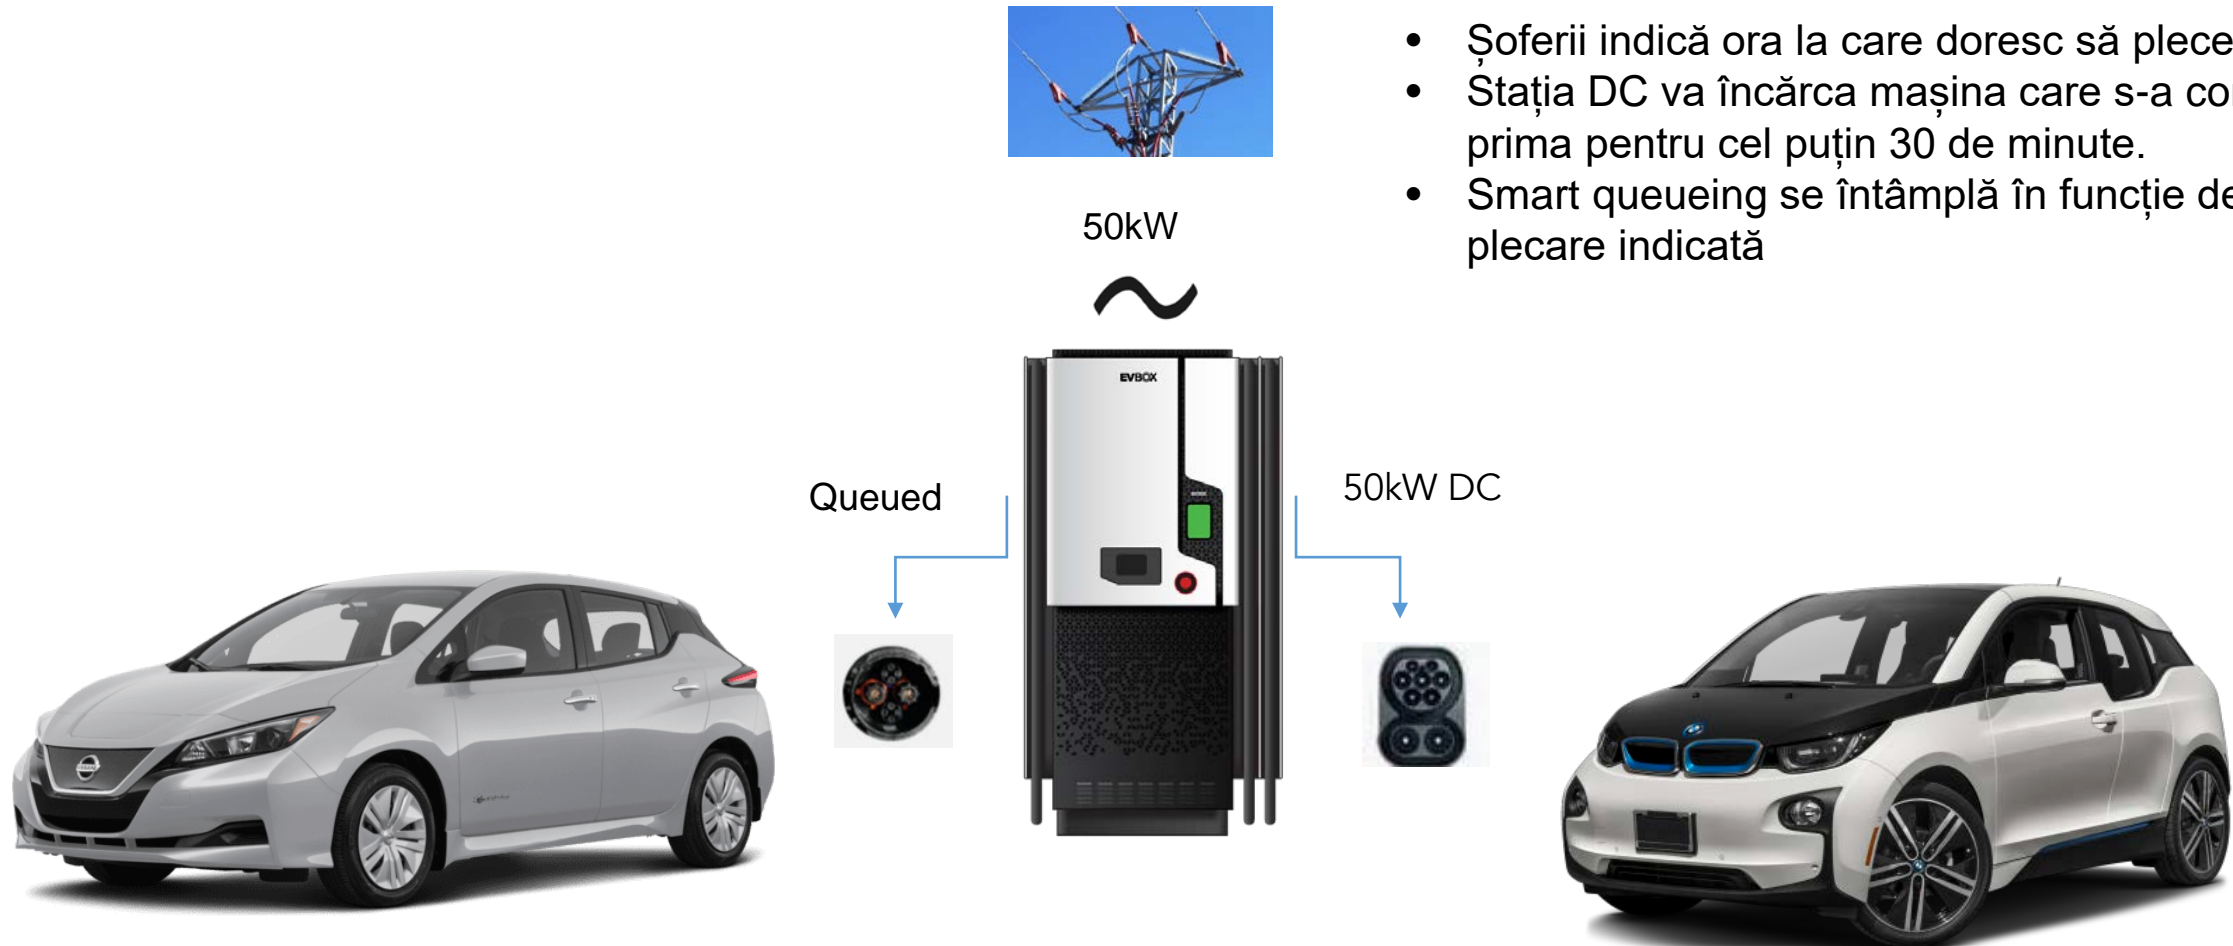 • Șoferii indică ora la care doresc să plece
• Stația DC va încărca mașina care s-a
prima pentru cel puțin 30 de minute.
• Smart queueing se întâmplă în funcție de
plecare indicată
50kW
EVBOX
Queued
50kW DC